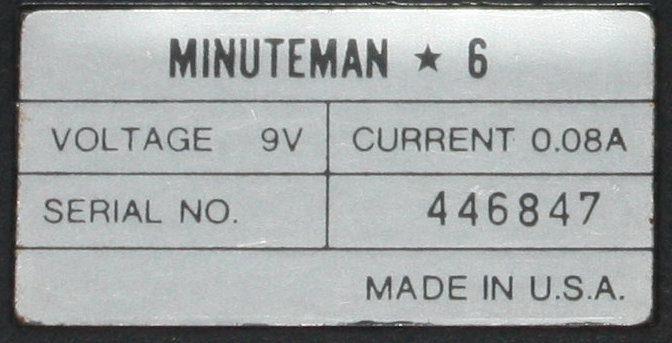 MINUTEMAN ★ 6
VOLTAGE 9V CURRENT 0.08A
SERIAL NO. 446847
MADE IN U.S.A.